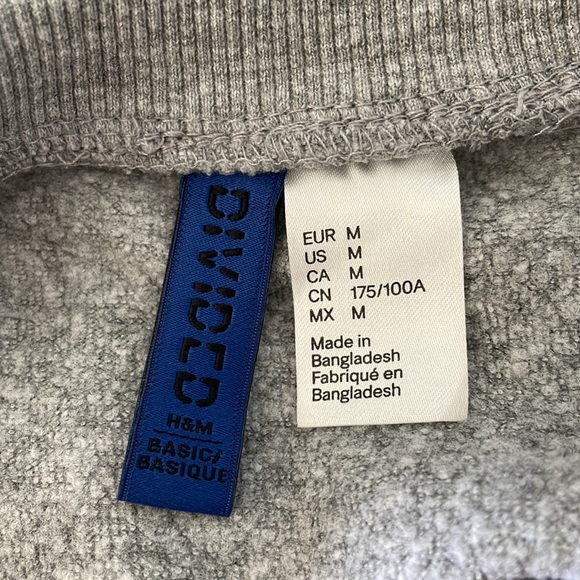 DIVIDED
H&M
BASIC/
BASIQUE
EUR M
US M
CA M
CN 175/100A
MX M
Made in
Bangladesh
Fabriqué en
Bangladesh